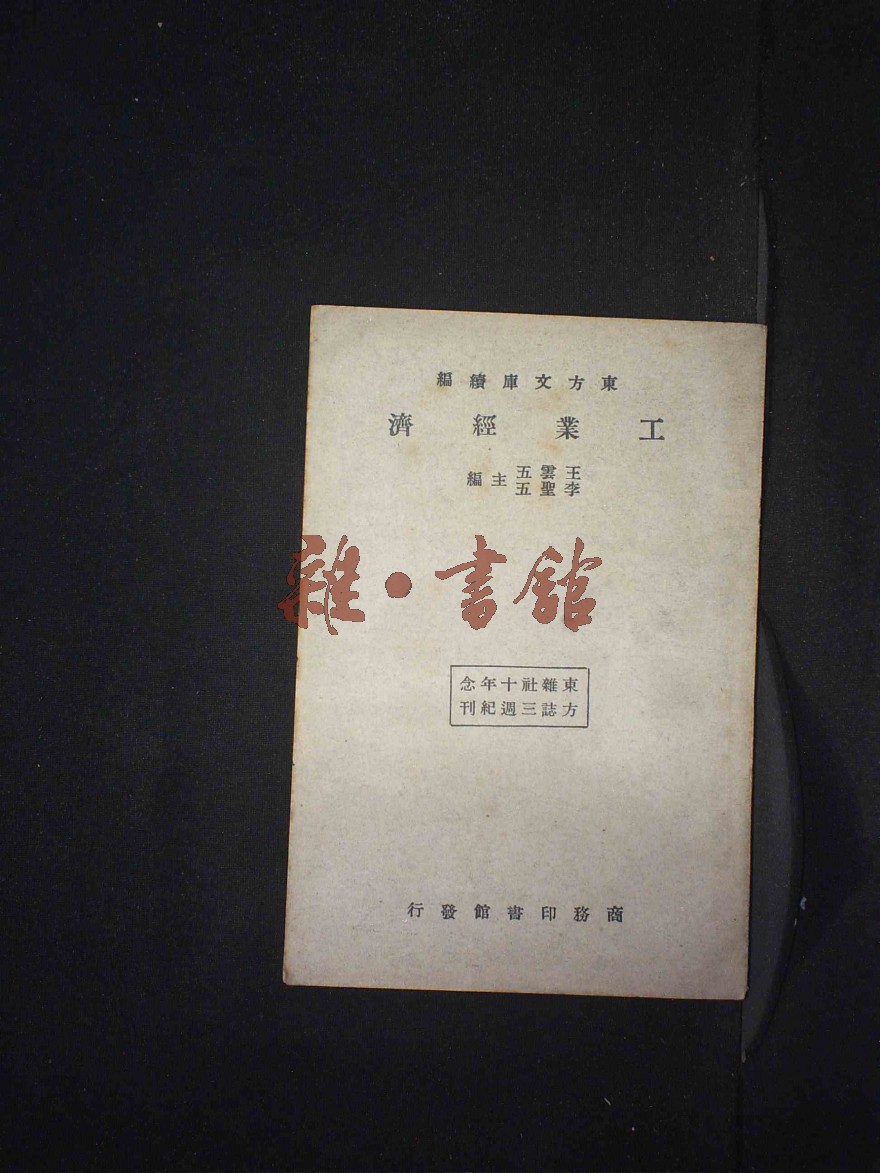 東方文庫續編
工業經濟
王雲五
李聖五
主編
雜·書館
東雜社十年念
方誌三週紀刊
商務印書館發行